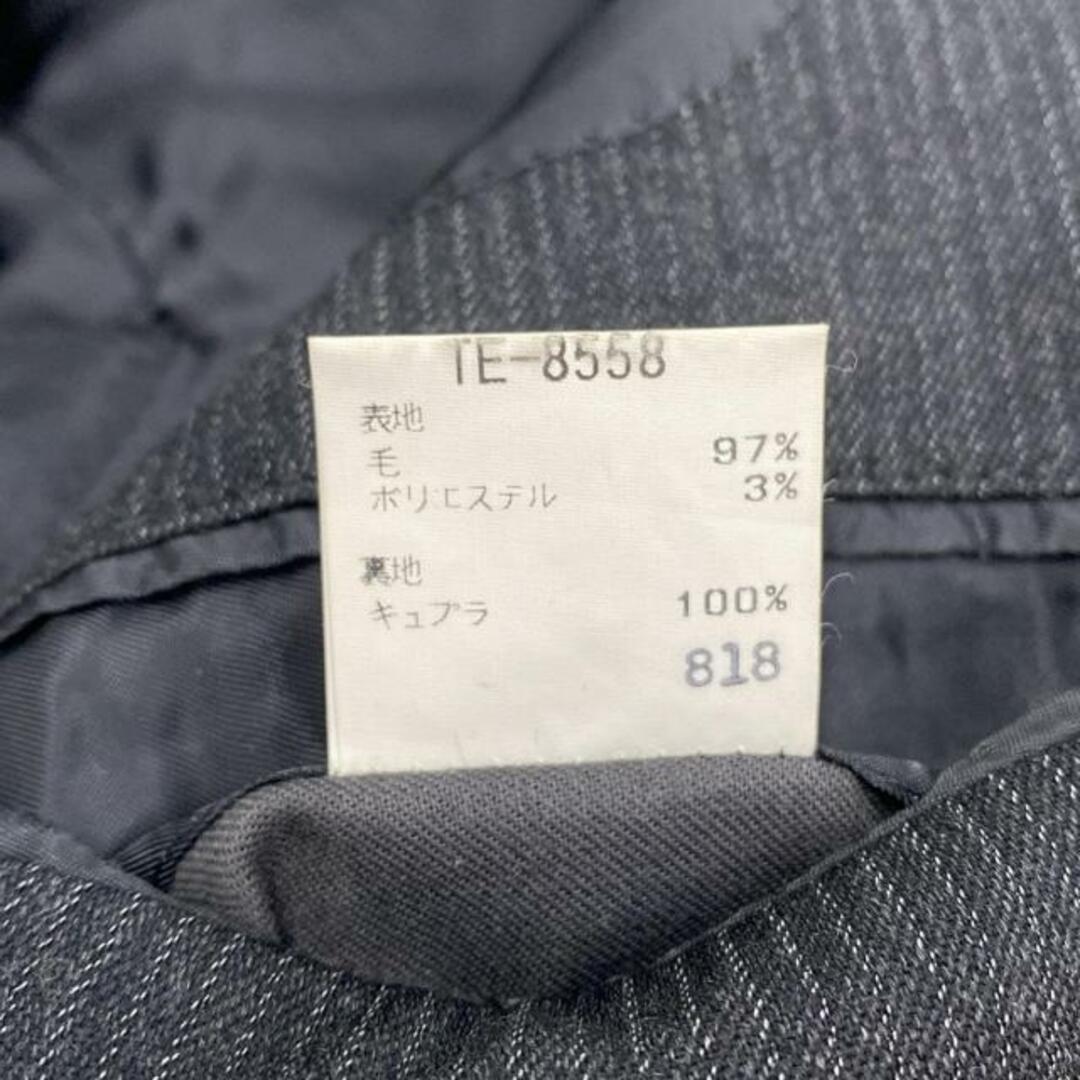 TE-8558
表地
毛 97%
ポリエステル 3%
裏地
キュプラ 100%
818